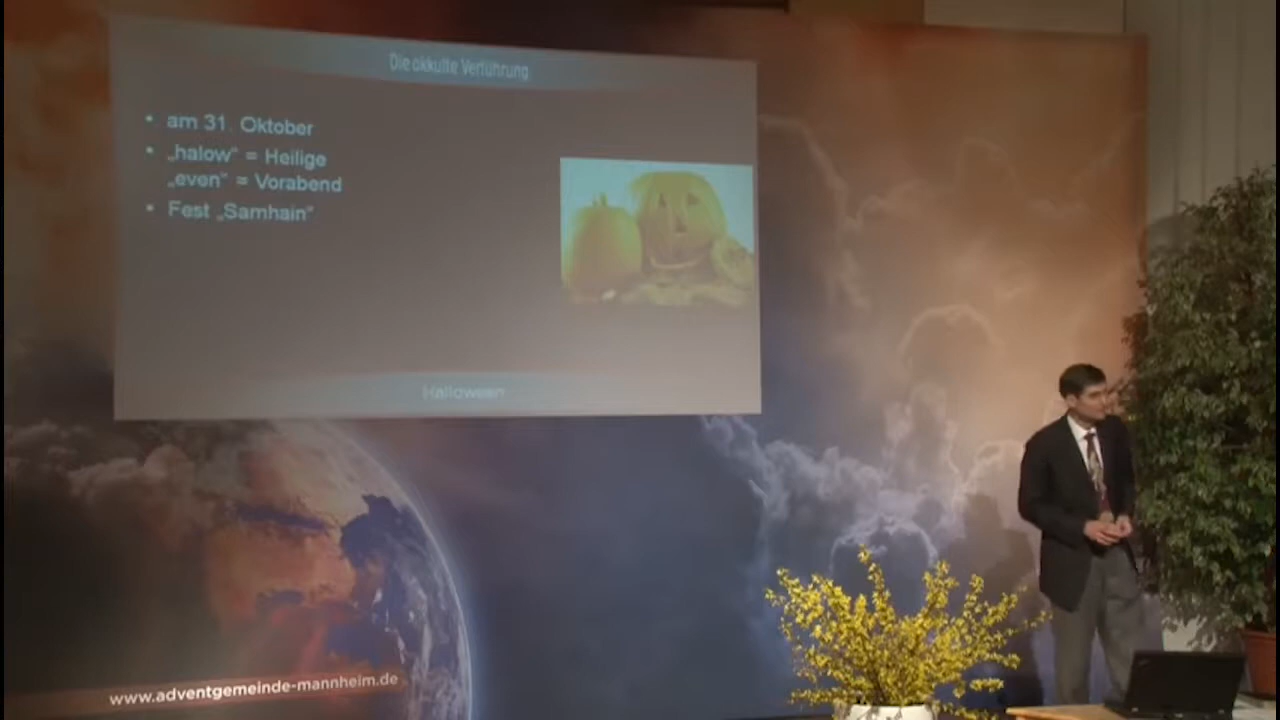 Die okkulte Verführung
• am 31. Oktober
• „halow“ = Heilige
„even“ = Vorabend
• Fest „Samhain“
Halloween
www.adventgemeinde-mannheim.de